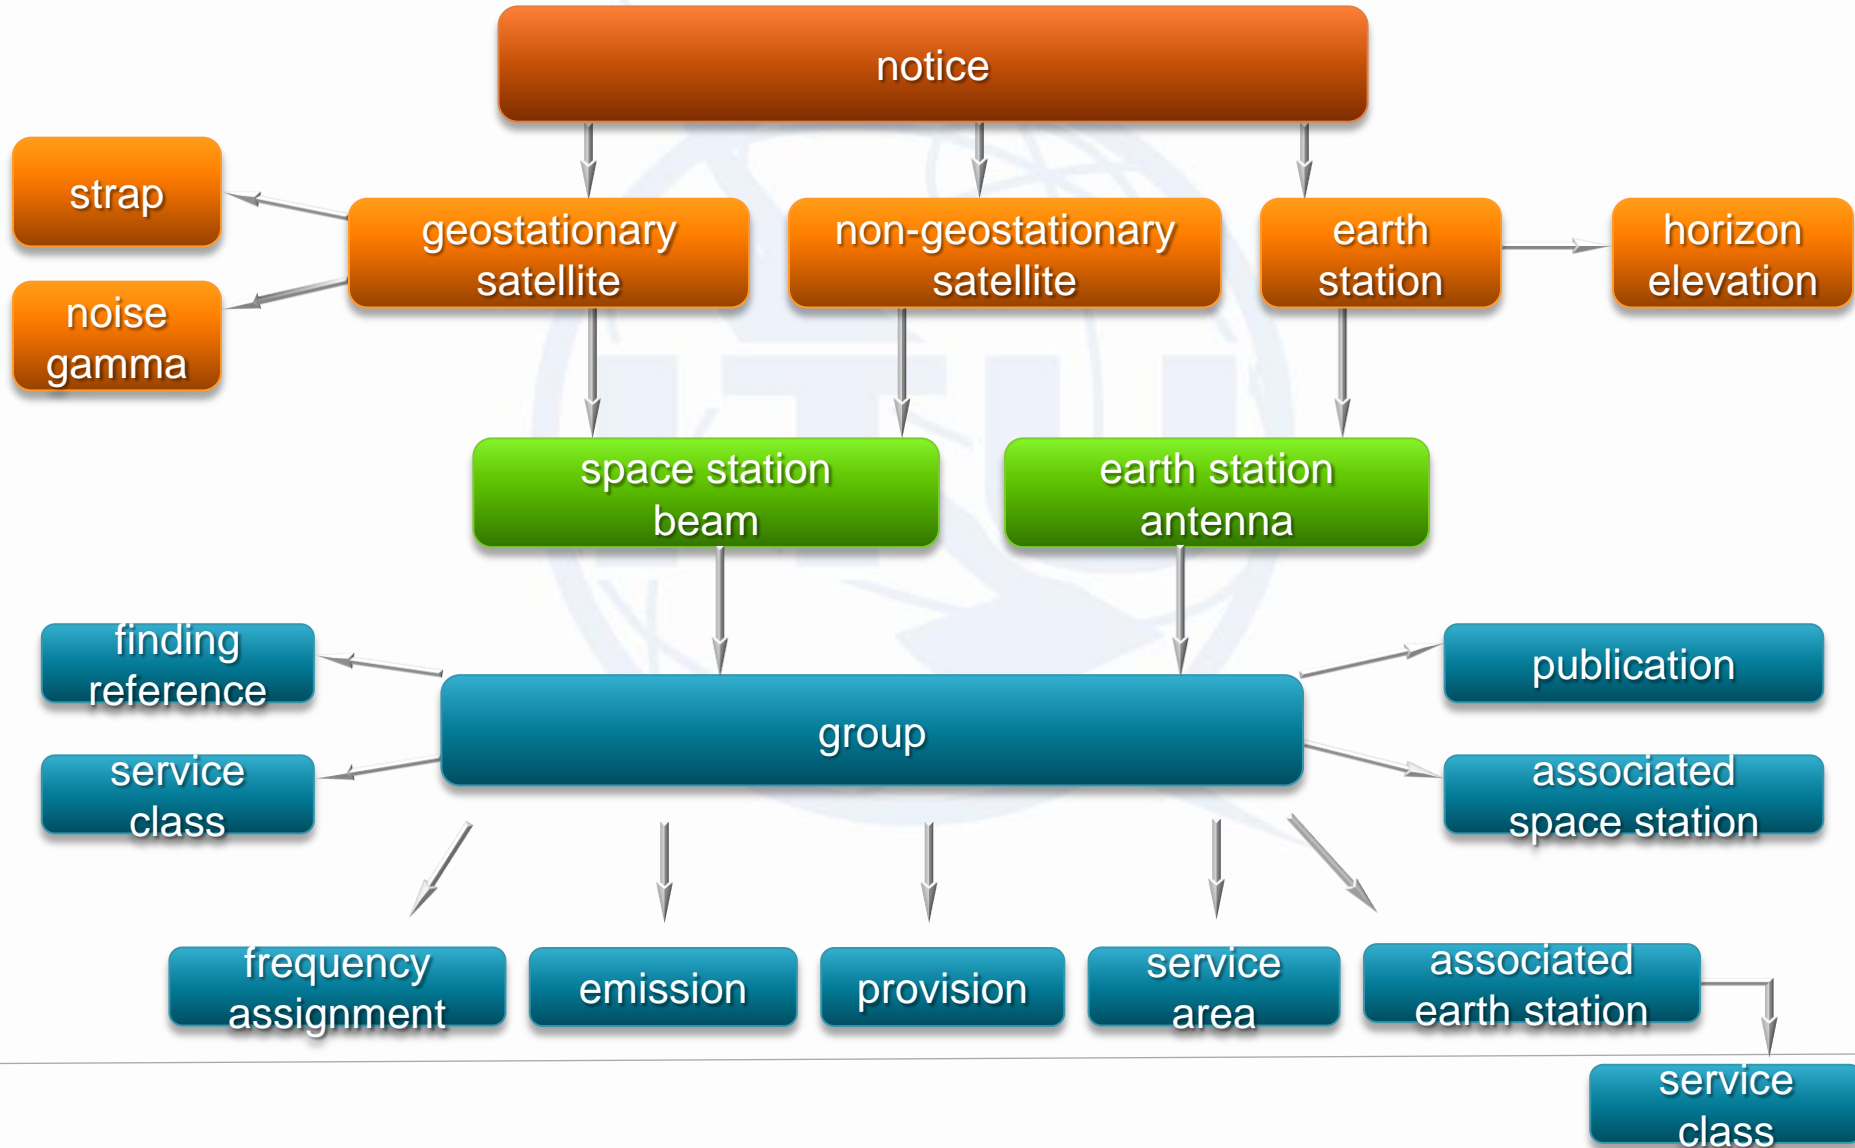 notice
strap
geostationary
satellite
non-geostationary
satellite
earth
station
horizon
elevation
noise
gamma
space station
beam
earth station
antenna
finding
reference
publication
group
service
class
associated
space station
frequency
assignment
emission
provision
service
area
associated
earth station
service
class
ITU